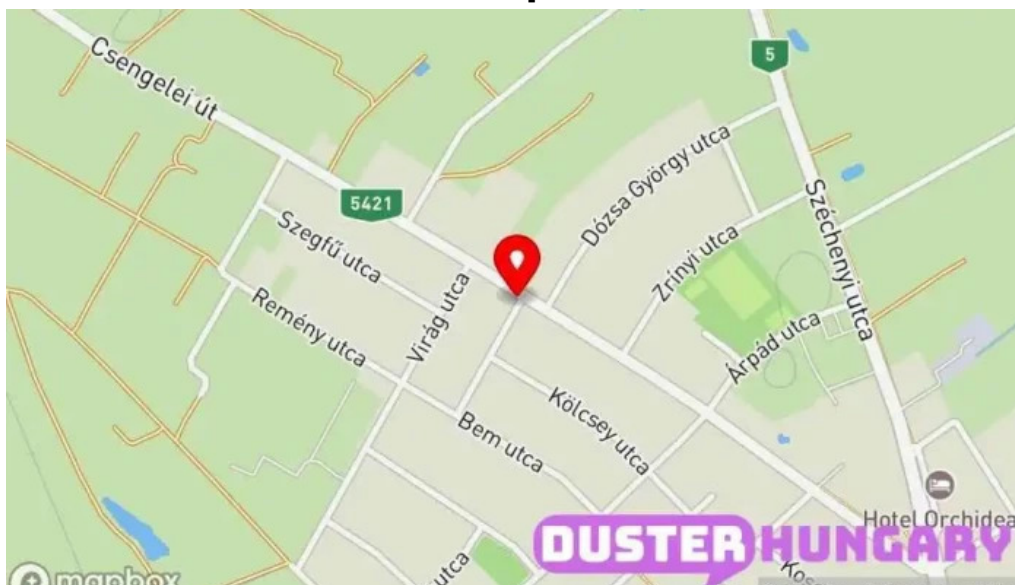 Csengelei út
5
5421
Dózsa György utca
Szegfű utca
Zrínyi utca
Széchenyi utca
Virág utca
Remény utca
Árpád utca
Kölcsey utca
Bem utca
Hotel Orchidea
DUSTER HUNGARY
mapbox
utca